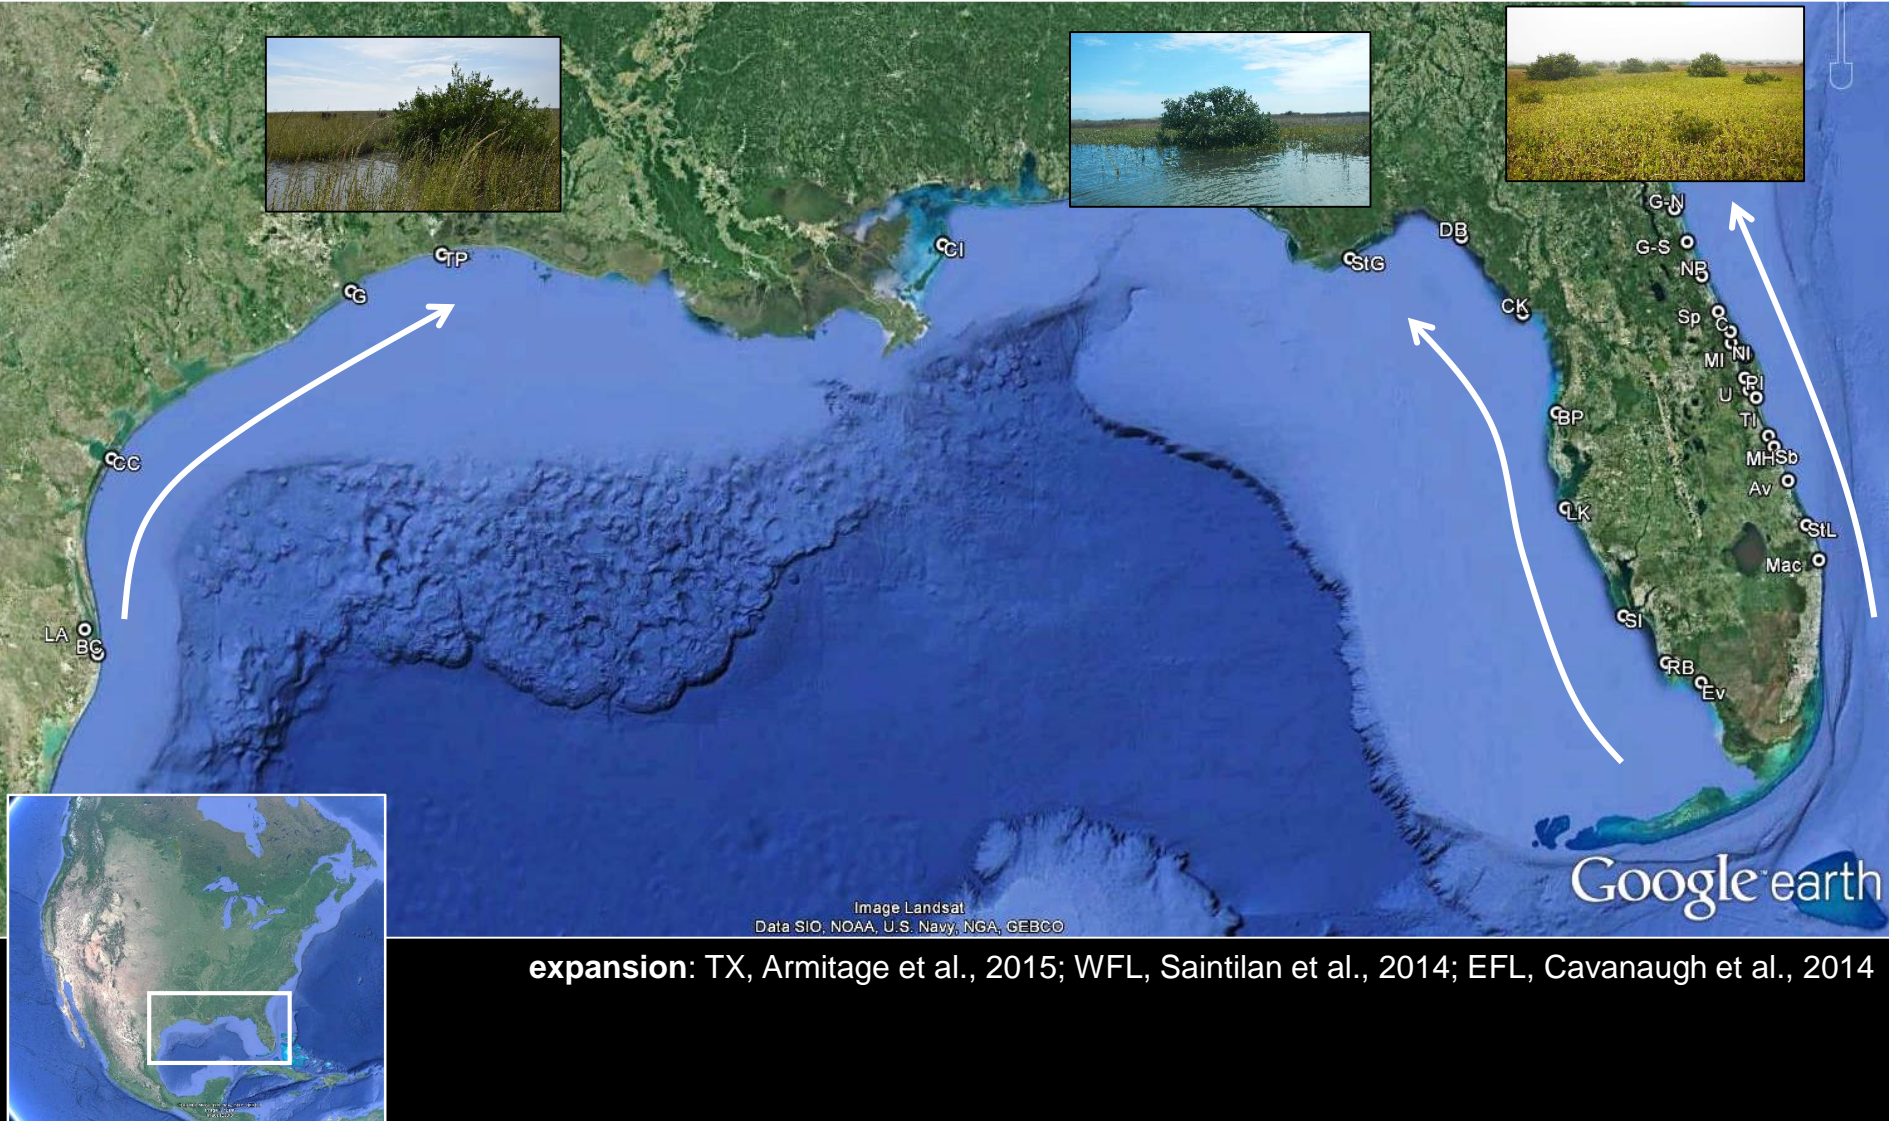 G-N
G-S
NP
Sp
C
MI
NI
U
PI
TI
MH
Sb
Av
StL
Mac
DB
StG
CK
BP
LK
SI
RB
Ev
CI
TP
G
CC
LA
BC
Google earth
Image Landsat
Data SIO, NOAA, U.S. Navy, NGA, GEBCO
expansion: TX, Armitage et al., 2015; WFL, Saintilan et al., 2014; EFL, Cavanaugh et al., 2014